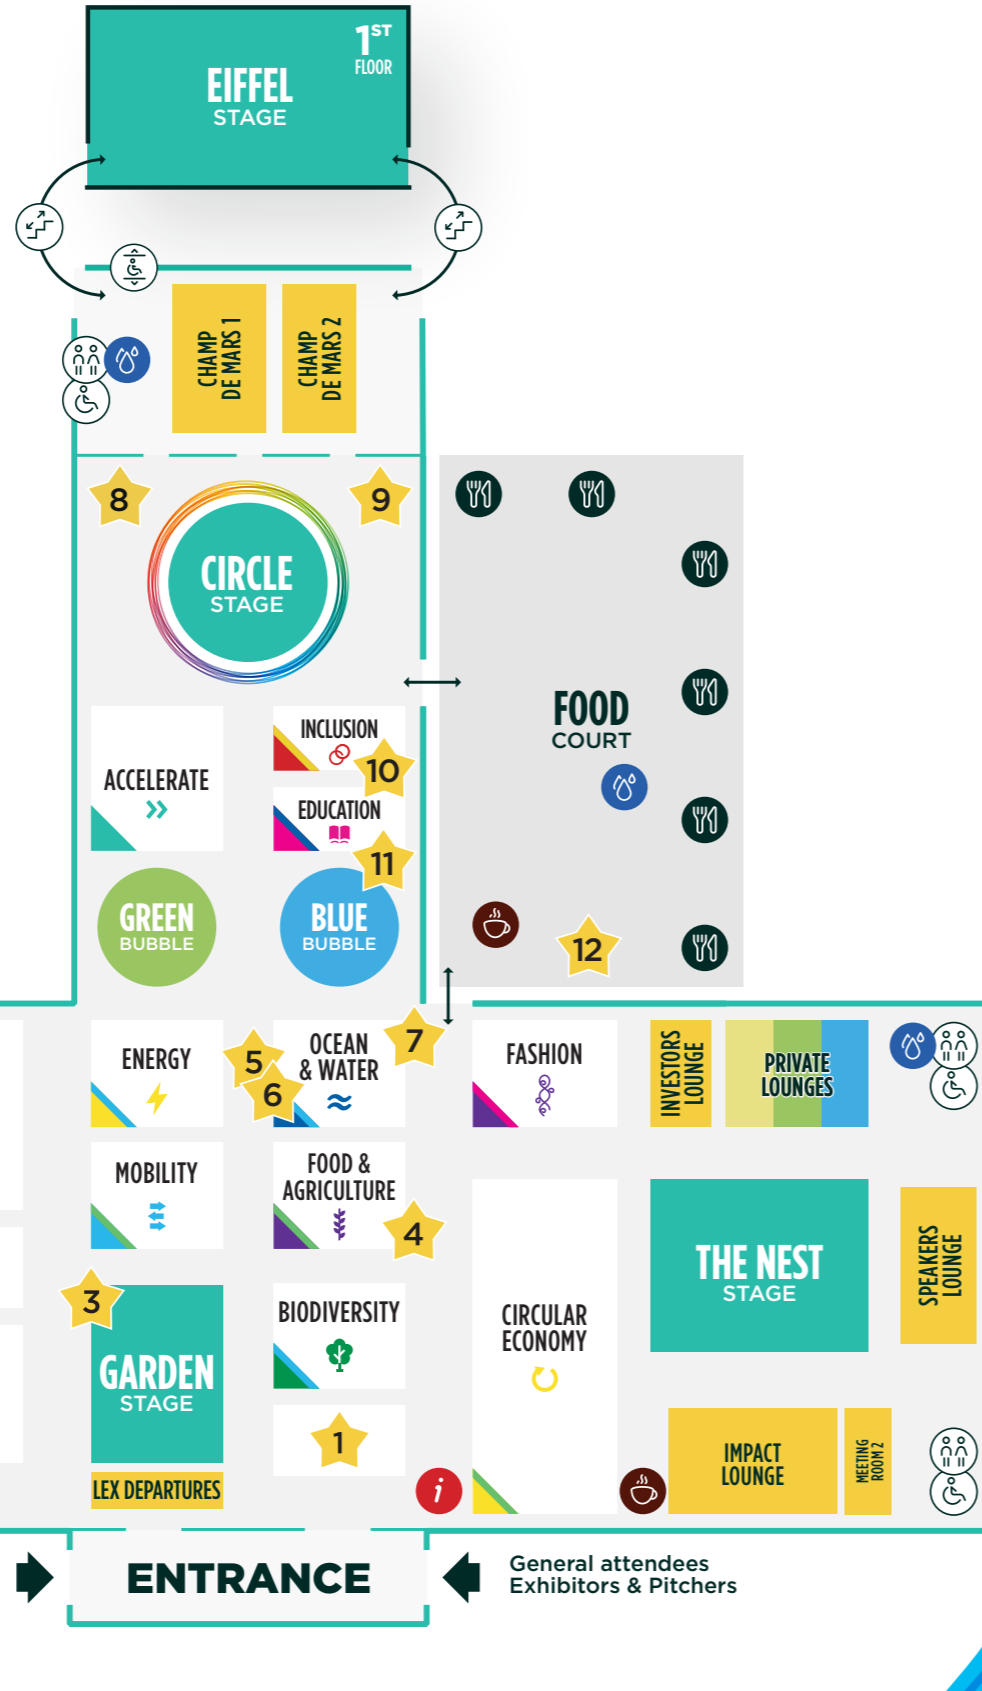 1ST
FLOOR
EIFFEL
STAGE
CHAMP
DE MARS 1
CHAMP
DE MARS 2
8
9
CIRCLE
STAGE
FOOD
COURT
INCLUSION
10
ACCELERATE
EDUCATION
11
GREEN
BUBBLE
BLUE
BUBBLE
12
ENERGY
5
6
OCEAN
& WATER
7
FASHION
INVESTORS
LOUNGE
PRIVATE
LOUNGES
MOBILITY
FOOD &
AGRICULTURE
4
THE NEST
STAGE
SPEAKERS
LOUNGE
3
GARDEN
STAGE
BIODIVERSITY
CIRCULAR
ECONOMY
1
LEX DEPARTURES
i
IMPACT
LOUNGE
MEETING
ROOM 2
ENTRANCE
General attendees
Exhibitors & Pitchers